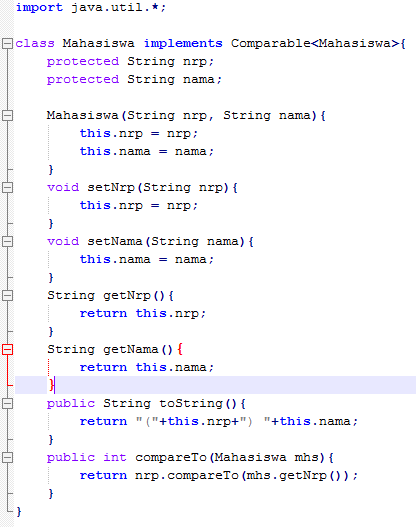 import java.util.*;
class Mahasiswa implements Comparable<Mahasiswa>{
    protected String nrp;
    protected String nama;
    Mahasiswa(String nrp, String nama){
        this.nrp = nrp;
        this.nama = nama;
    }
    void setNrp(String nrp){
        this.nrp = nrp;
    }
    void setNama(String nama){
        this.nama = nama;
    }
    String getNrp(){
        return this.nrp;
    }
    String getNama(){
        return this.nama;
    }
    public String toString(){
        return "("+this.nrp+") "+this.nama;
    }
    public int compareTo(Mahasiswa mhs){
        return nrp.compareTo(mhs.getNrp());
    }
}